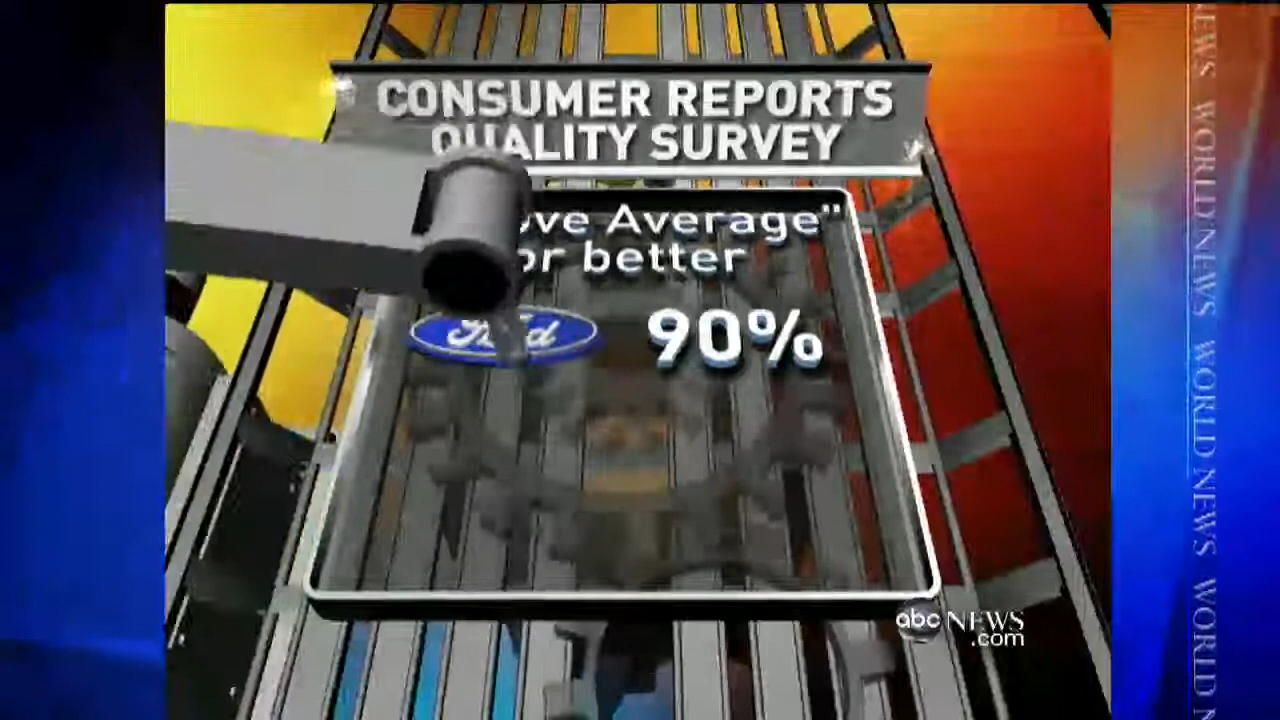 CONSUMER REPORTS
QUALITY SURVEY
ove Average"
or better
Ford 90%
abc NEWS
.com
NEWS WORLD NEWS WORLD NEWS WORLD N